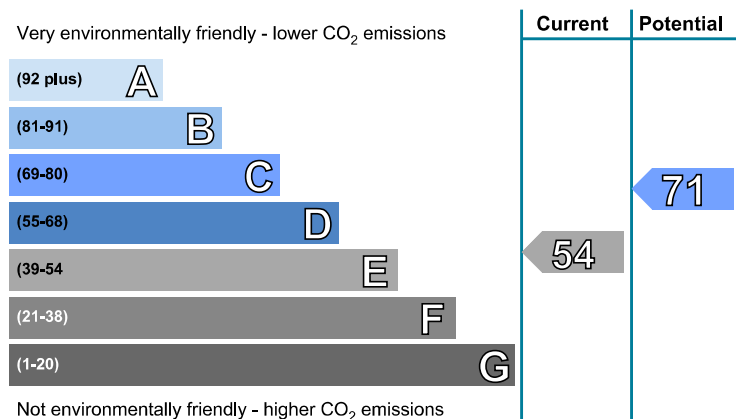 Current Potential
Very environmentally friendly - lower CO₂ emissions
(92 plus) A
(81-91) B
(69-80) C
71
(55-68) D
(39-54 E
54
(21-38) F
(1-20) G
Not environmentally friendly - higher CO₂ emissions